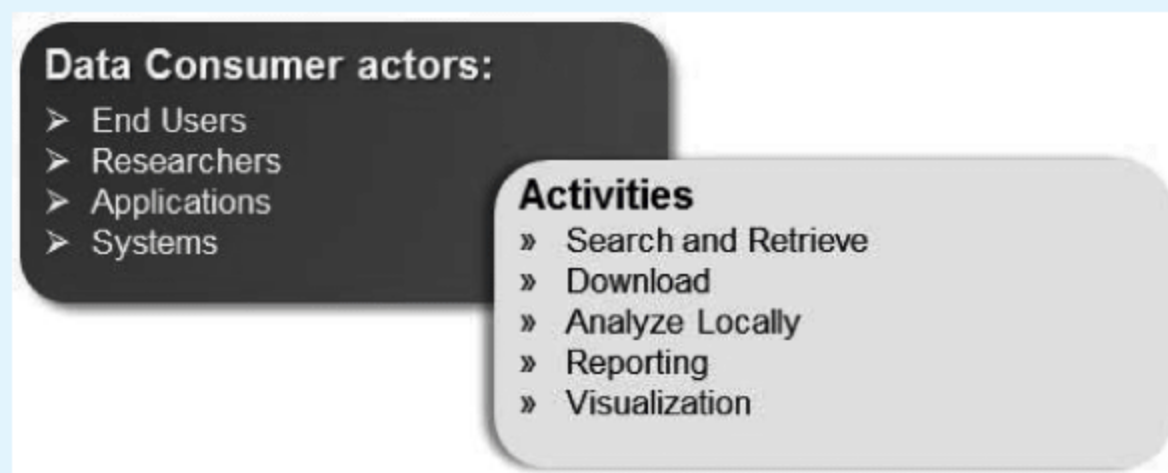 Data Consumer actors:
➢ End Users
➢ Researchers
➢ Applications
➢ Systems
Activities
» Search and Retrieve
» Download
» Analyze Locally
» Reporting
» Visualization